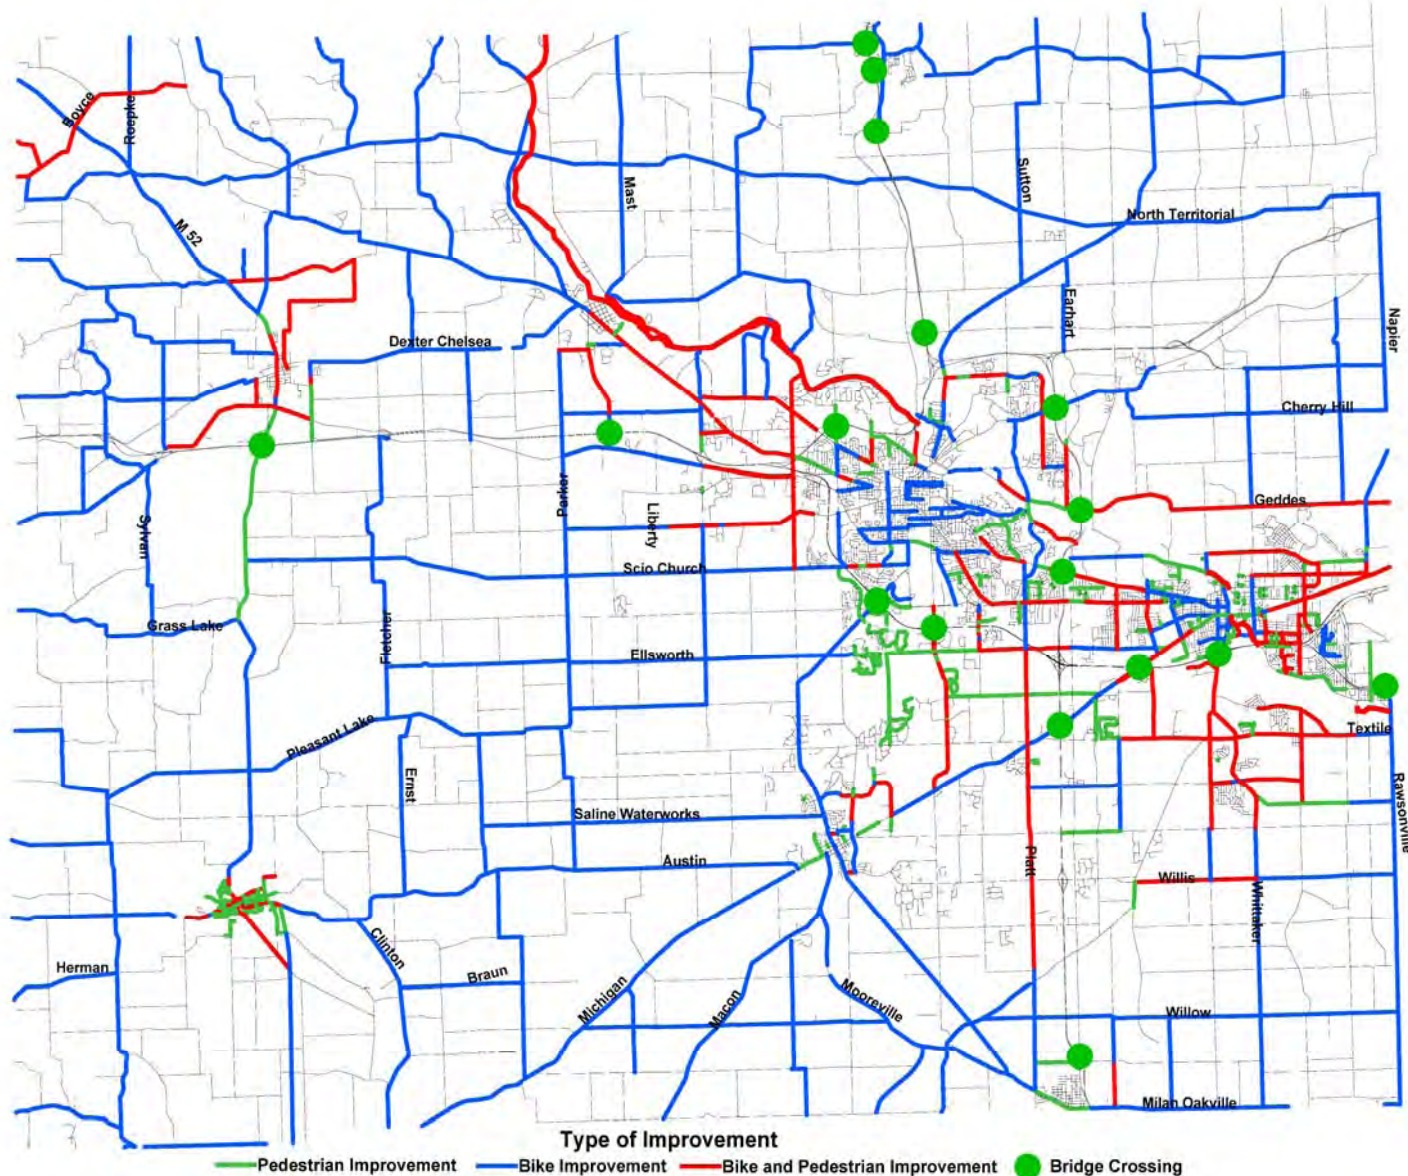 Boyce
Roepke
M 52
Mast
Sutton
North Territorial
Earhart
Napier
Dexter Chelsea
Cherry Hill
Parker
Liberty
Geddes
Sylvan
Scio Church
Fletcher
Grass Lake
Ellsworth
Pleasant Lake
Textile
Ernst
Rawsonville
Saline Waterworks
Austin
Platt
Willis
Whittaker
Clinton
Herman
Braun
Michigan
Macon
Mooreville
Willow
Milan Oakville
Type of Improvement
Pedestrian Improvement Bike Improvement Bike and Pedestrian Improvement Bridge Crossing